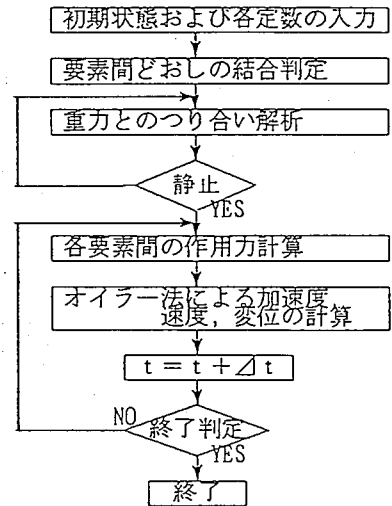 初期状態および各定数の入力
要素間どおしの結合判定
重力とのつり合い解析
静止
YES
各要素間の作用力計算
オイラー法による加速度
速度，変位の計算
t＝t＋⊿t
NO
終了判定
YES
終了